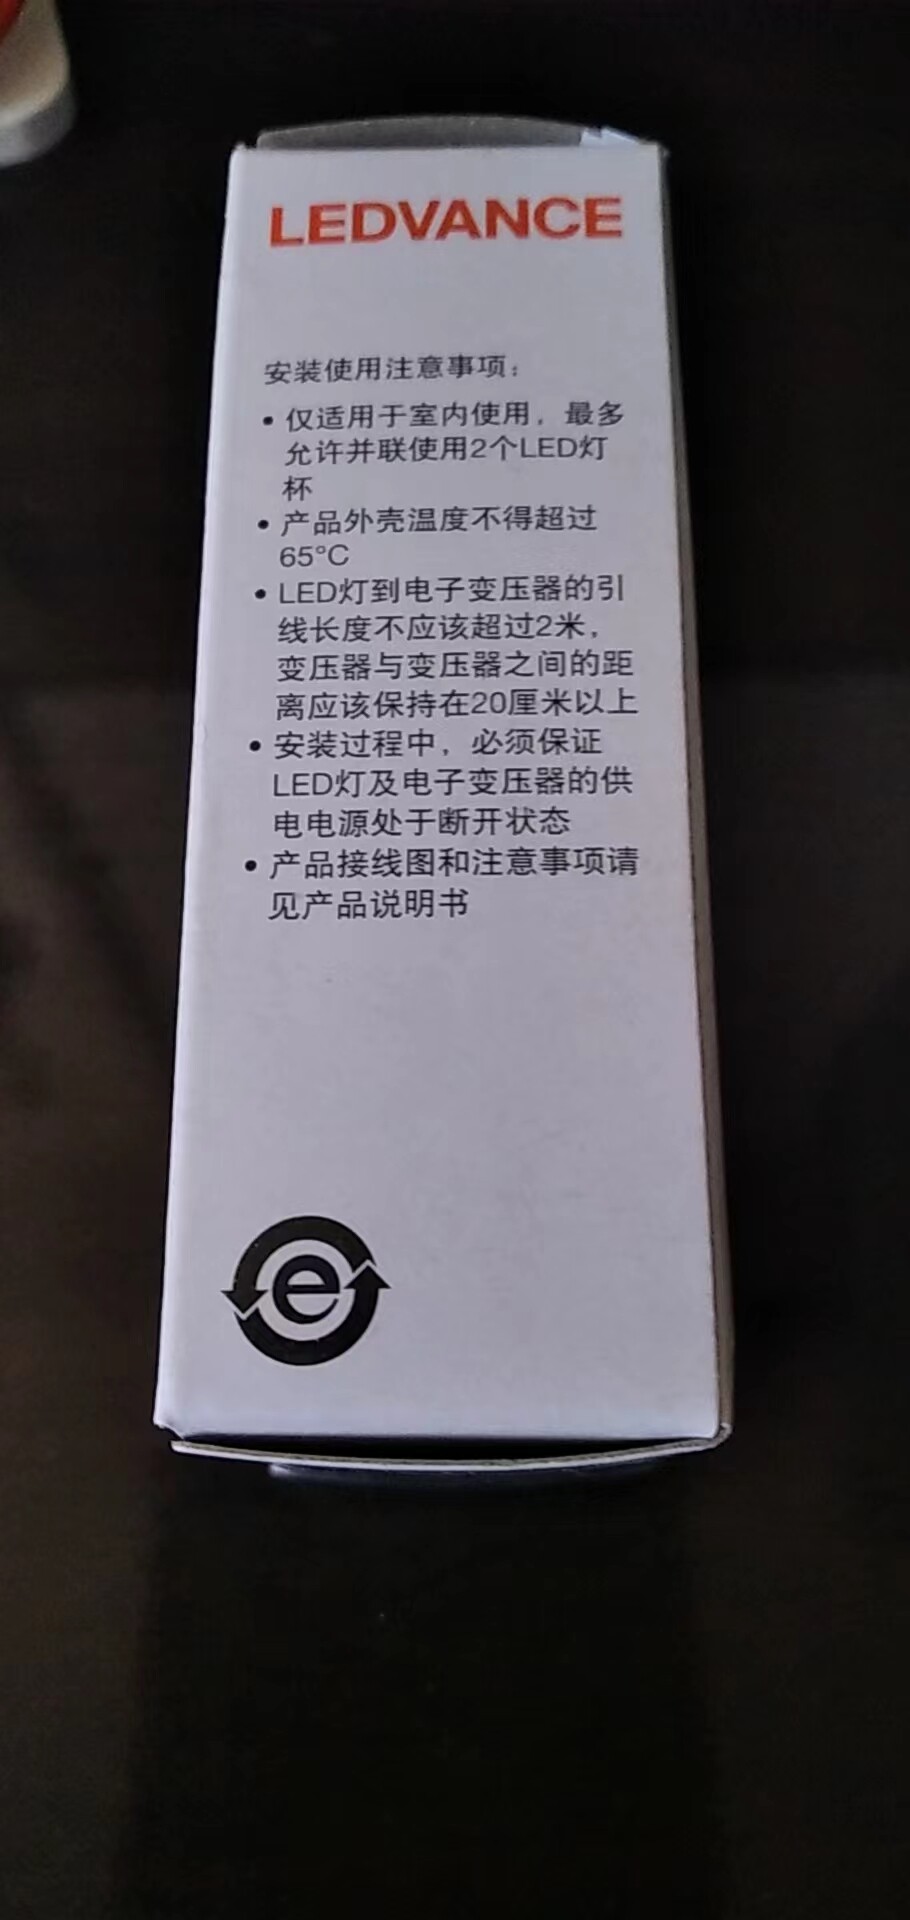 LEDVANCE
安装使用注意事项：
• 仅适用于室内使用，最多
允许并联使用2个LED灯
杯
• 产品外壳温度不得超过
65°C
• LED灯到电子变压器的引
线长度不应该超过2米，
变压器与变压器之间的距
离应该保持在20厘米以上
• 安装过程中，必须保证
LED灯及电子变压器的供
电电源处于断开状态
• 产品接线图和注意事项请
见产品说明书
e